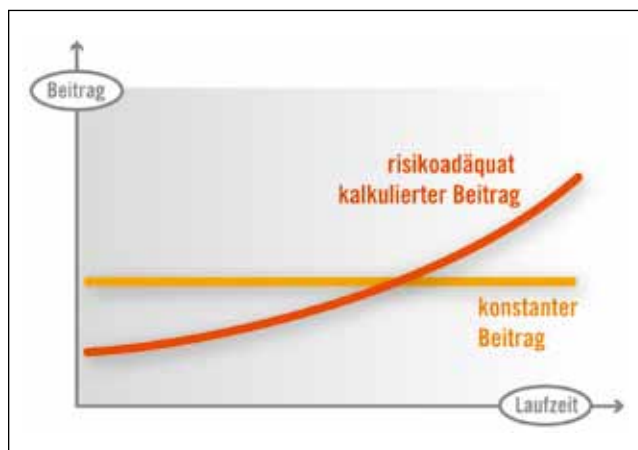 Beitrag
risikoadäquat
kalkulierter Beitrag
konstanter
Beitrag
Laufzeit